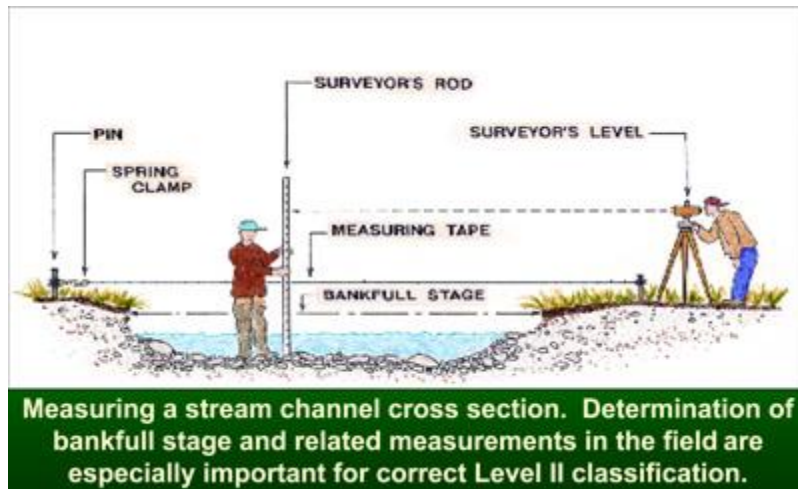 SURVEYOR'S ROD
PIN
SURVEYOR'S LEVEL
SPRING
CLAMP
MEASURING TAPE
BANKFULL STAGE
Measuring a stream channel cross section. Determination of
bankfull stage and related measurements in the field are
especially important for correct Level II classification.